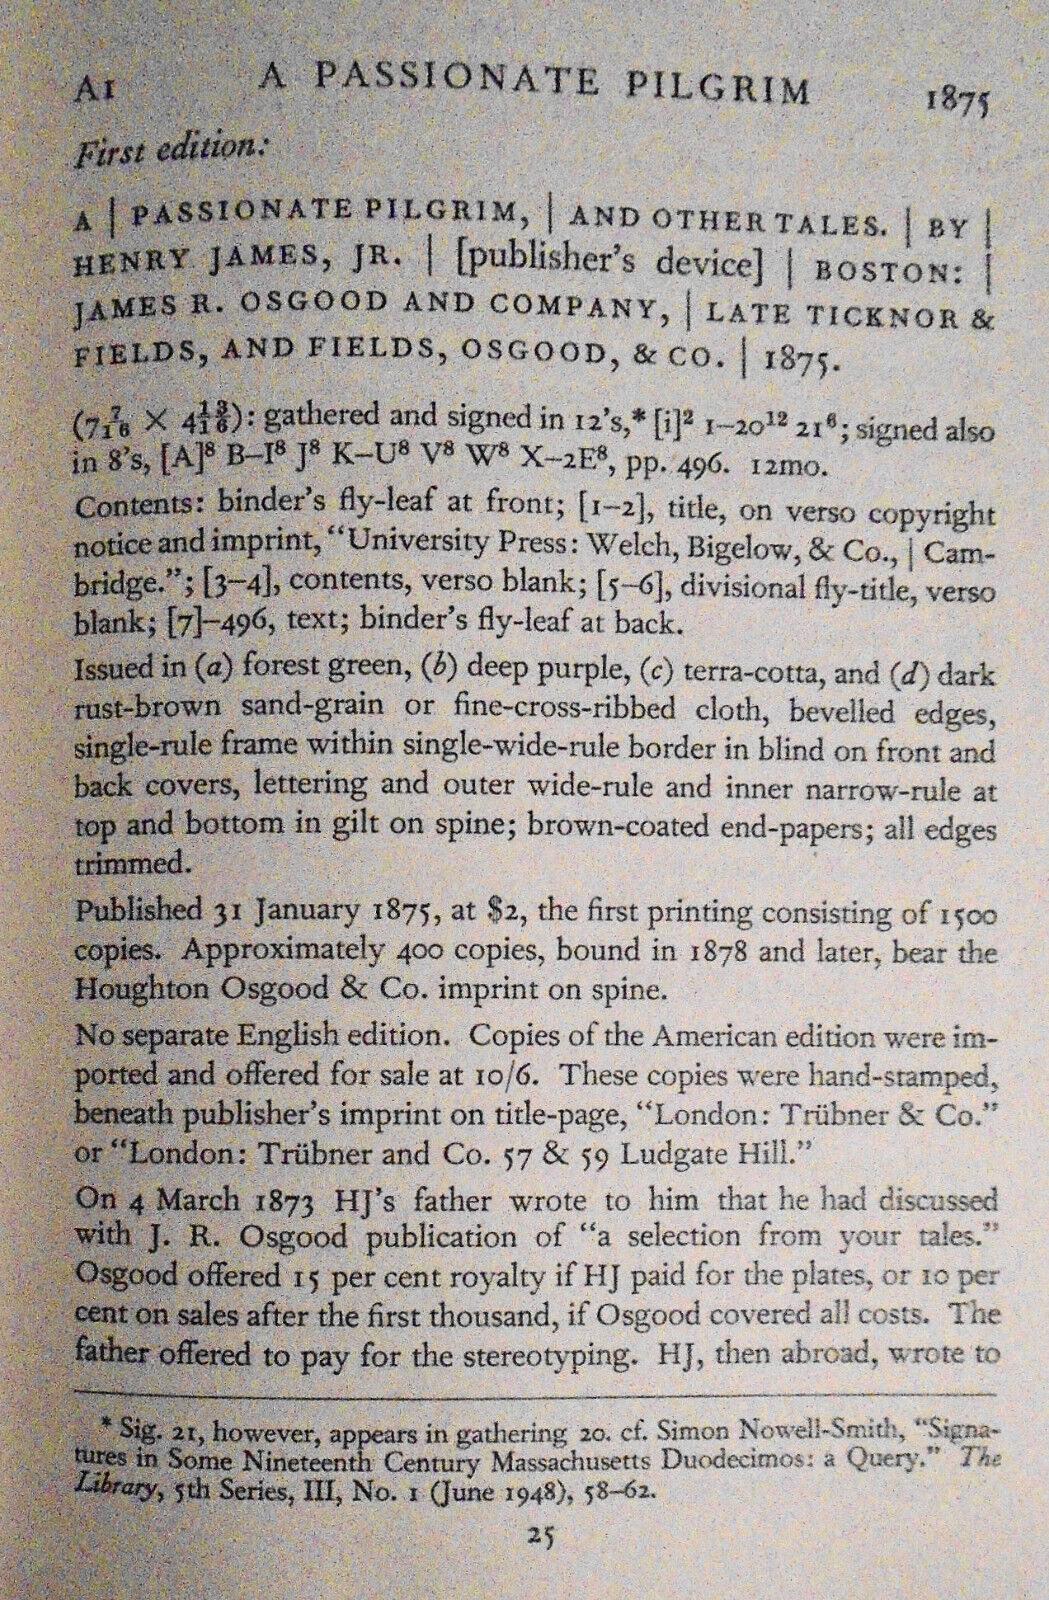 A1 A PASSIONATE PILGRIM 1875
First edition:
A | PASSIONATE PILGRIM, | AND OTHER TALES. | BY |
HENRY JAMES, JR. | [publisher's device] | BOSTON: |
JAMES R. OSGOOD AND COMPANY, | LATE TICKNOR &
FIELDS, AND FIELDS, OSGOOD, & CO. | 1875.
(7 7/16 × 4 13/16): gathered and signed in 12's,* [i]² 1–20¹² 21⁶; signed also
in 8's, [A]⁸ B–I⁸ J⁸ K–U⁸ V⁸ W⁸ X–2E⁸, pp. 496. 12mo.
Contents: binder's fly-leaf at front; [1–2], title, on verso copyright
notice and imprint, "University Press: Welch, Bigelow, & Co., | Cam-
bridge."; [3–4], contents, verso blank; [5–6], divisional fly-title, verso
blank; [7]–496, text; binder's fly-leaf at back.
Issued in (a) forest green, (b) deep purple, (c) terra-cotta, and (d) dark
rust-brown sand-grain or fine-cross-ribbed cloth, bevelled edges,
single-rule frame within single-wide-rule border in blind on front and
back covers, lettering and outer wide-rule and inner narrow-rule at
top and bottom in gilt on spine; brown-coated end-papers; all edges
trimmed.
Published 31 January 1875, at $2, the first printing consisting of 1500
copies. Approximately 400 copies, bound in 1878 and later, bear the
Houghton Osgood & Co. imprint on spine.
No separate English edition. Copies of the American edition were im-
ported and offered for sale at 10/6. These copies were hand-stamped,
beneath publisher's imprint on title-page, "London: Trübner & Co."
or "London: Trübner and Co. 57 & 59 Ludgate Hill."
On 4 March 1873 HJ's father wrote to him that he had discussed
with J. R. Osgood publication of "a selection from your tales."
Osgood offered 15 per cent royalty if HJ paid for the plates, or 10 per
cent on sales after the first thousand, if Osgood covered all costs. The
father offered to pay for the stereotyping. HJ, then abroad, wrote to
* Sig. 21, however, appears in gathering 20. cf. Simon Nowell-Smith, "Signa-
tures in Some Nineteenth Century Massachusetts Duodecimos: a Query." The
Library, 5th Series, III, No. 1 (June 1948), 58–62.
25